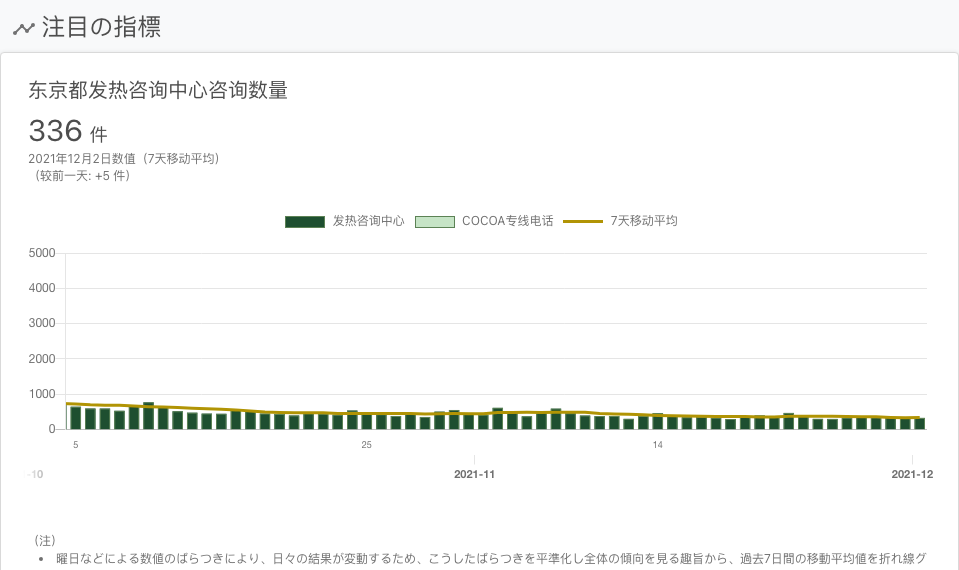 注目の指標
东京都发热咨询中心咨询数量
336 件
2021年12月2日数值（7天移动平均）
（较前一天: +5 件）
发热咨询中心 COCOA专线电话 7天移动平均
5000
4000
3000
2000
1000
0
5 25 14
-10 2021-11 2021-12
（注）
• 曜日などによる数値のばらつきにより、日々の結果が変動するため、こうしたばらつきを平準化し全体の傾向を見る趣旨から、過去7日間の移動平均値を折れ線グ